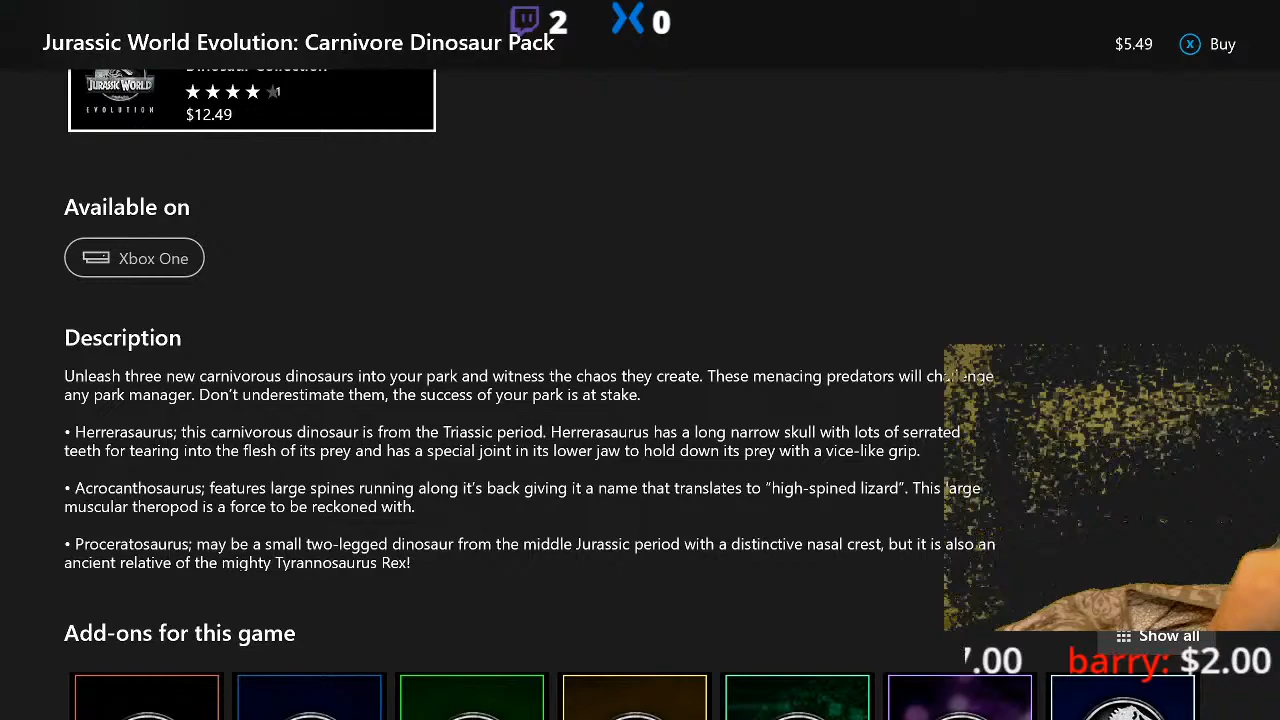 2 0
Jurassic World Evolution: Carnivore Dinosaur Pack
$5.49 X Buy
Dinosaur Collection
JURASSIC WORLD
EVOLUTION
1
$12.49
Available on
Xbox One
Description
Unleash three new carnivorous dinosaurs into your park and witness the chaos they create. These menacing predators will challenge
any park manager. Don't underestimate them, the success of your park is at stake.
• Herrerasaurus; this carnivorous dinosaur is from the Triassic period. Herrerasaurus has a long narrow skull with lots of serrated
teeth for tearing into the flesh of its prey and has a special joint in its lower jaw to hold down its prey with a vice-like grip.
• Acrocanthosaurus; features large spines running along it's back giving it a name that translates to "high-spined lizard". This large
muscular theropod is a force to be reckoned with.
• Proceratosaurus; may be a small two-legged dinosaur from the middle Jurassic period with a distinctive nasal crest, but it is also an
ancient relative of the mighty Tyrannosaurus Rex!
Add-ons for this game
Show all
7.00 barry: $2.00